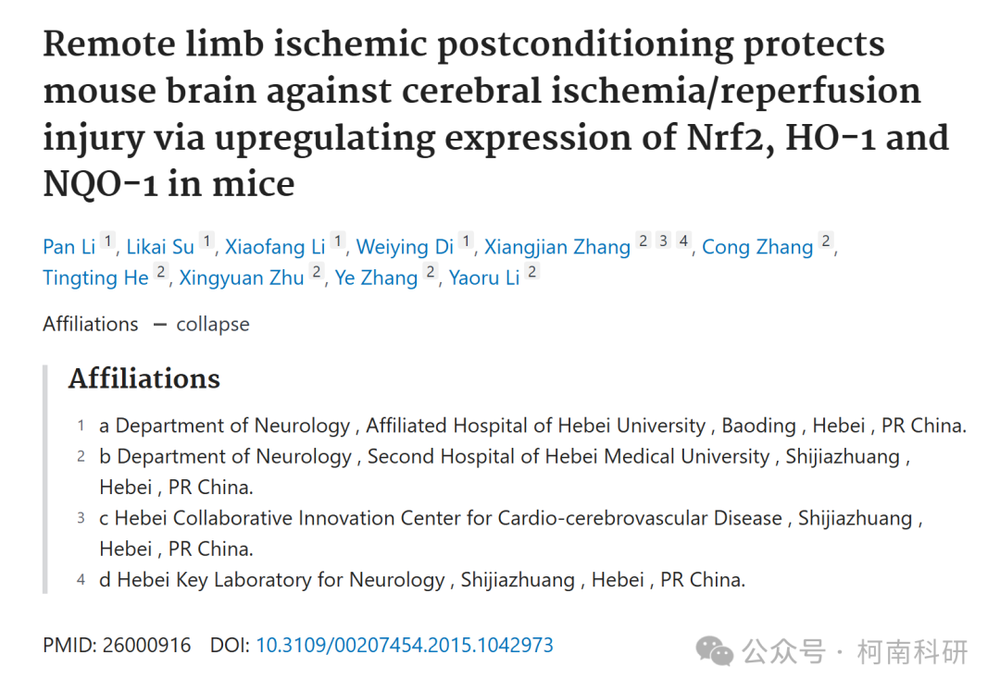 Remote limb ischemic postconditioning protects
mouse brain against cerebral ischemia/reperfusion
injury via upregulating expression of Nrf2, HO-1 and
NQO-1 in mice
Pan Li 1, Likai Su 1, Xiaofang Li 1, Weiying Di 1, Xiangjian Zhang 2 3 4, Cong Zhang 2,
Tingting He 2, Xingyuan Zhu 2, Ye Zhang 2, Yaoru Li 2
Affiliations — collapse
Affiliations
1 a Department of Neurology , Affiliated Hospital of Hebei University , Baoding , Hebei , PR China.
2 b Department of Neurology , Second Hospital of Hebei Medical University , Shijiazhuang ,
Hebei , PR China.
3 c Hebei Collaborative Innovation Center for Cardio-cerebrovascular Disease , Shijiazhuang ,
Hebei , PR China.
4 d Hebei Key Laboratory for Neurology , Shijiazhuang , Hebei , PR China.
PMID: 26000916 DOI: 10.3109/00207454.2015.1042973
公众号 · 柯南科研